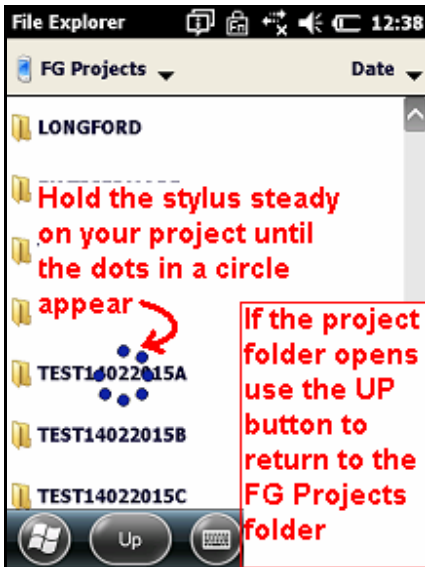 File Explorer 12:38
FG Projects Date
LONGFORD
Hold the stylus steady
on your project until
the dots in a circle
appear
If the project
folder opens
use the UP
button to
return to the
FG Projects
folder
TEST14022015A
TEST14022015B
TEST14022015C
Up